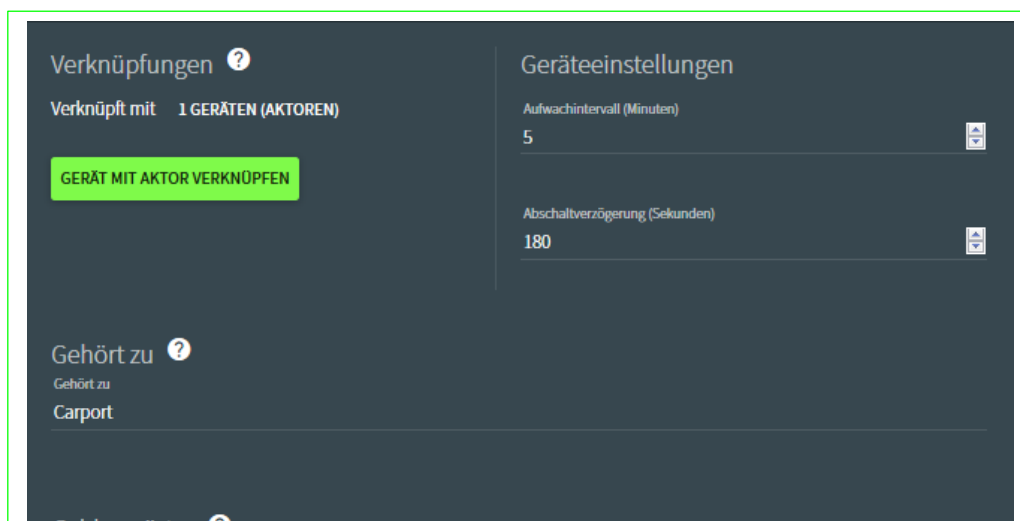 Verknüpfungen ?
Verknüpft mit 1 GERÄTEN (AKTOREN)
GERÄT MIT AKTOR VERKNÜPFEN
Geräteeinstellungen
Aufwachintervall (Minuten)
5
Abschaltverzögerung (Sekunden)
180
Gehört zu ?
Gehört zu
Carport